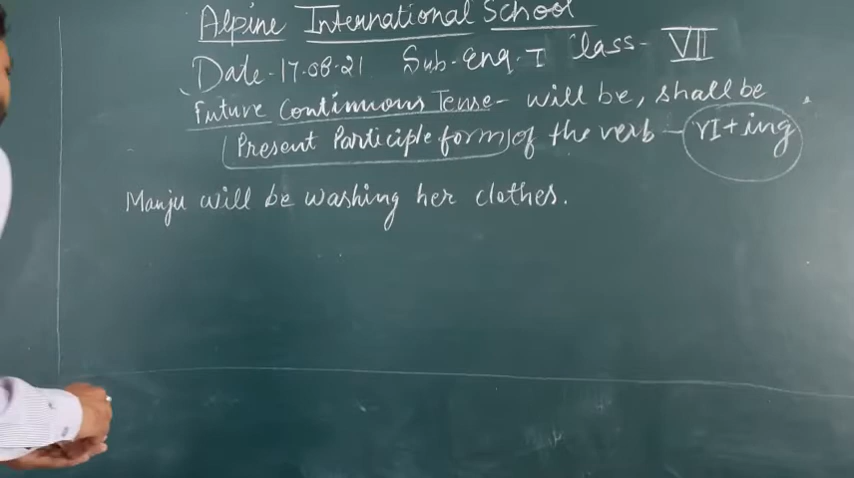 Alpine International School
Date-17-08-21 Sub-Eng-I Class- VII
Future Continuous Tense- will be, shall be
Present Participle form of the verb - VI+ing
Manju will be washing her clothes.